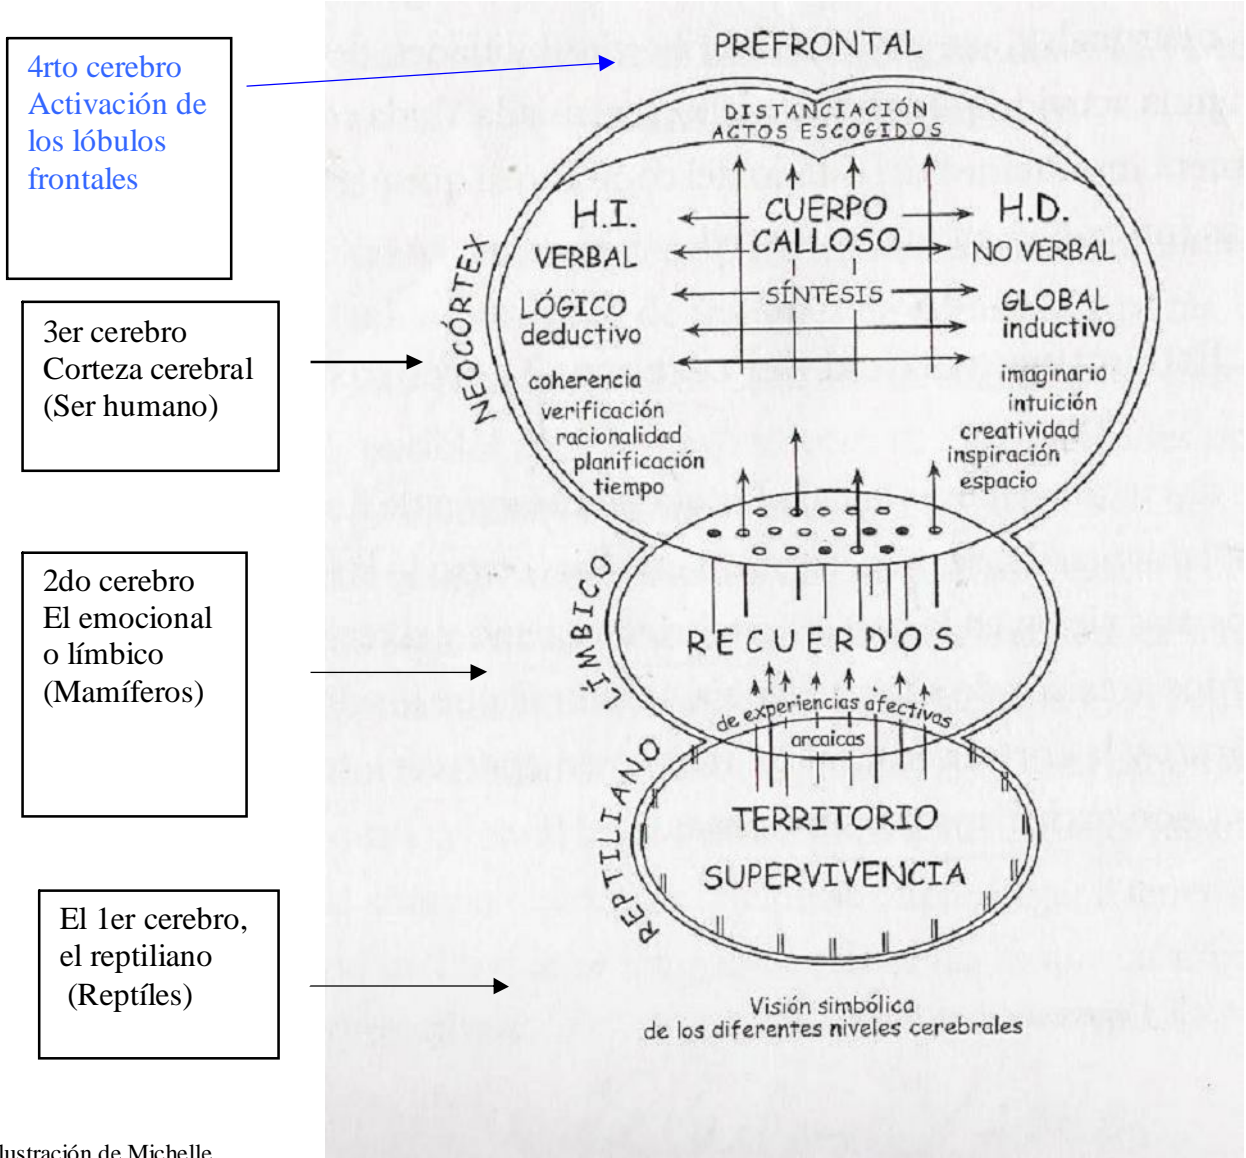 4rto cerebro
Activación de
los lóbulos
frontales
3er cerebro
Corteza cerebral
(Ser humano)
2do cerebro
El emocional
o límbico
(Mamíferos)
El 1er cerebro,
el reptiliano
(Reptíles)
PREFRONTAL
DISTANCIACIÓN
ACTOS ESCOGIDOS
NEOCÓRTEX
H.I.
VERBAL
LÓGICO
deductivo
coherencia
verificación
racionalidad
planificación
tiempo
CUERPO
CALLOSO
SÍNTESIS
H.D.
NO VERBAL
GLOBAL
inductivo
imaginario
intuición
creatividad
inspiración
espacio
LÍMBICO
RECUERDOS
de experiencias afectivas
arcaicas
REPTILIANO
TERRITORIO
SUPERVIVENCIA
Visión simbólica
de los diferentes niveles cerebrales
lustración de Michelle